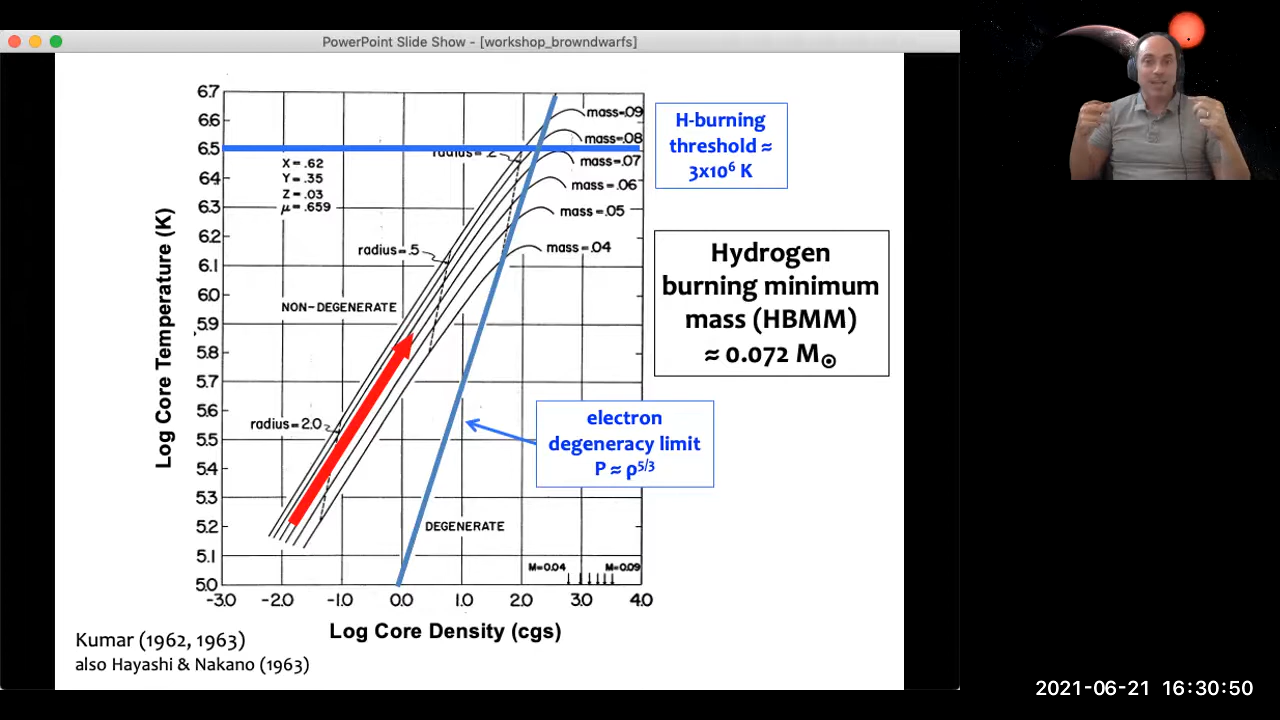 PowerPoint Slide Show - [workshop_browndwarfs]
6.7
6.6
6.5
6.4
6.3
6.2
6.1
6.0
5.9
5.8
5.7
5.6
5.5
5.4
5.3
5.2
5.1
5.0
Log Core Temperature (K)
X = .62
Y = .35
Z = .03
μ = .659
radius = .2
radius = .5
radius = 2.0
NON-DEGENERATE
DEGENERATE
mass=.09
mass=.08
mass=.07
mass=.06
mass=.05
mass=.04
M=0.04
M=0.09
-3.0 -2.0 -1.0 0.0 1.0 2.0 3.0 4.0
Log Core Density (cgs)
H-burning
threshold ≈
3x10⁶ K
Hydrogen
burning minimum
mass (HBMM)
≈ 0.072 M☉
electron
degeneracy limit
P ≈ ρ⁵/³
Kumar (1962, 1963)
also Hayashi & Nakano (1963)
2021-06-21 16:30:50